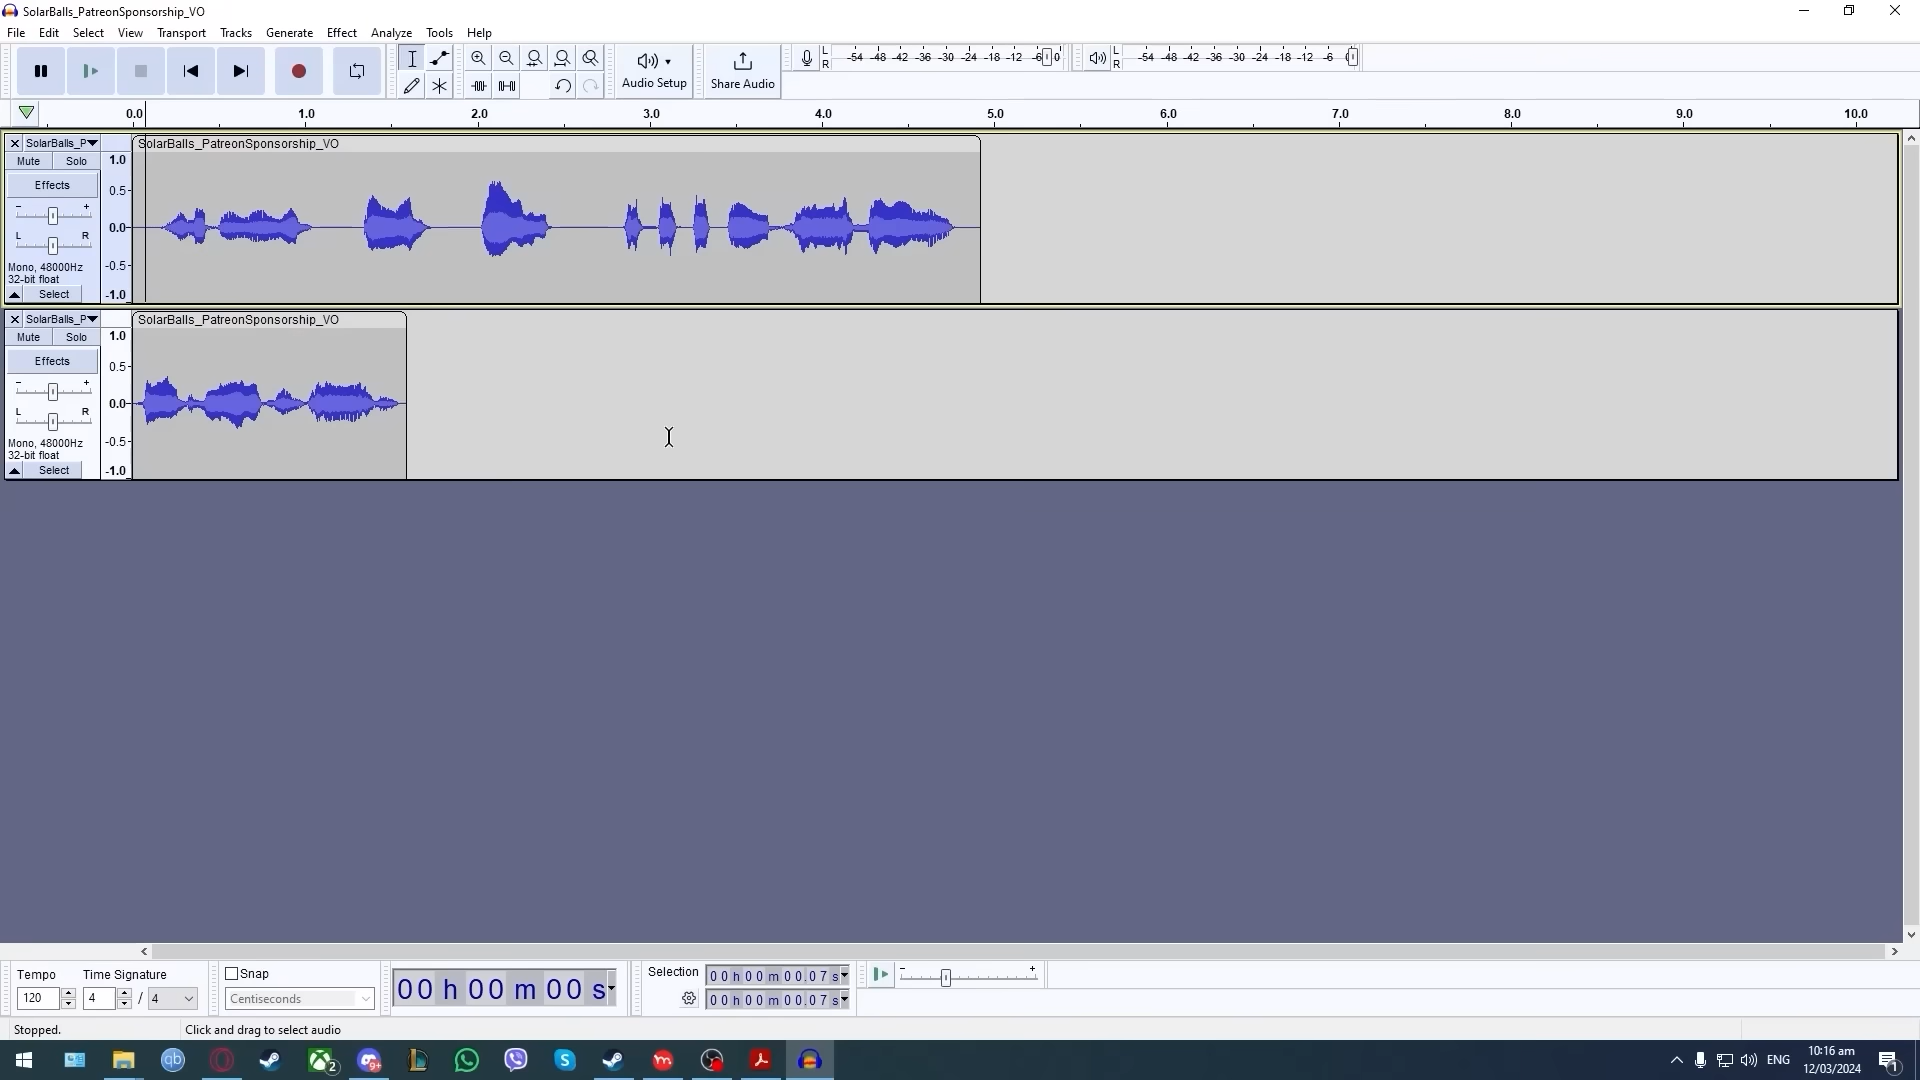 SolarBalls_PatreonSponsorship_VO
File Edit Select View Transport Tracks Generate Effect Analyze Tools Help
Audio Setup
Share Audio
L R -54 -48 -42 -36 -30 -24 -18 -12 -6 0
L R -54 -48 -42 -36 -30 -24 -18 -12 -6 0
0.0 1.0 2.0 3.0 4.0 5.0 6.0 7.0 8.0 9.0 10.0
SolarBalls_P SolarBalls_PatreonSponsorship_VO
Mute Solo
Effects
- +
L R
Mono, 48000Hz
32-bit float
Select
1.0
0.5
0.0
-0.5
-1.0
SolarBalls_P SolarBalls_PatreonSponsorship_VO
Mute Solo
Effects
- +
L R
Mono, 48000Hz
32-bit float
Select
1.0
0.5
0.0
-0.5
-1.0
Tempo Time Signature
120 4 / 4
Snap
Centiseconds
00 h 00 m 00 s
Selection
00 h 00 m 00.07 s
00 h 00 m 00.07 s
- +
Stopped. Click and drag to select audio
qb 2 9+
ENG
10:16 am
12/03/2024
1